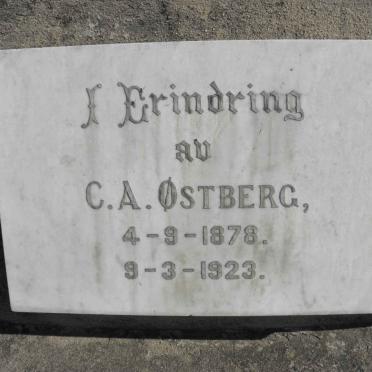 I Erindring
av
C.A. ØSTBERG,
4-9-1878.
9-3-1923.